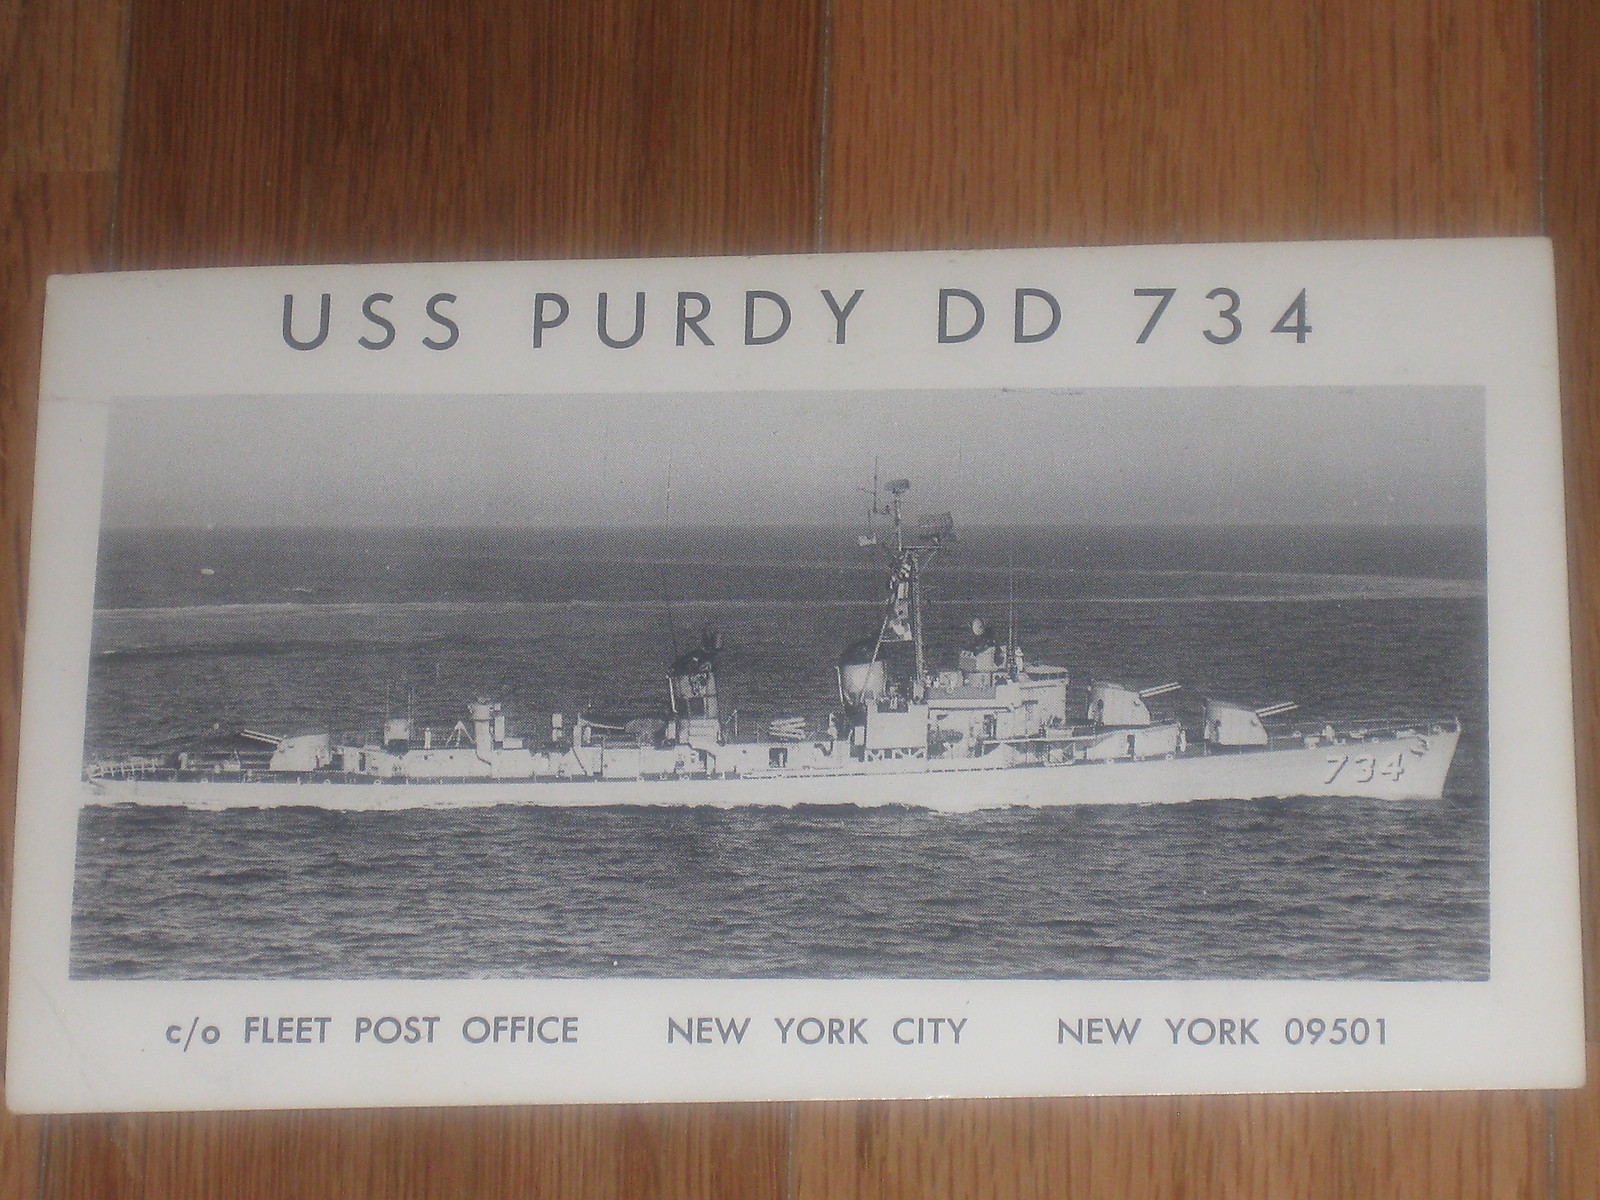 USS PURDY DD 734
734
c/o FLEET POST OFFICE NEW YORK CITY NEW YORK 09501